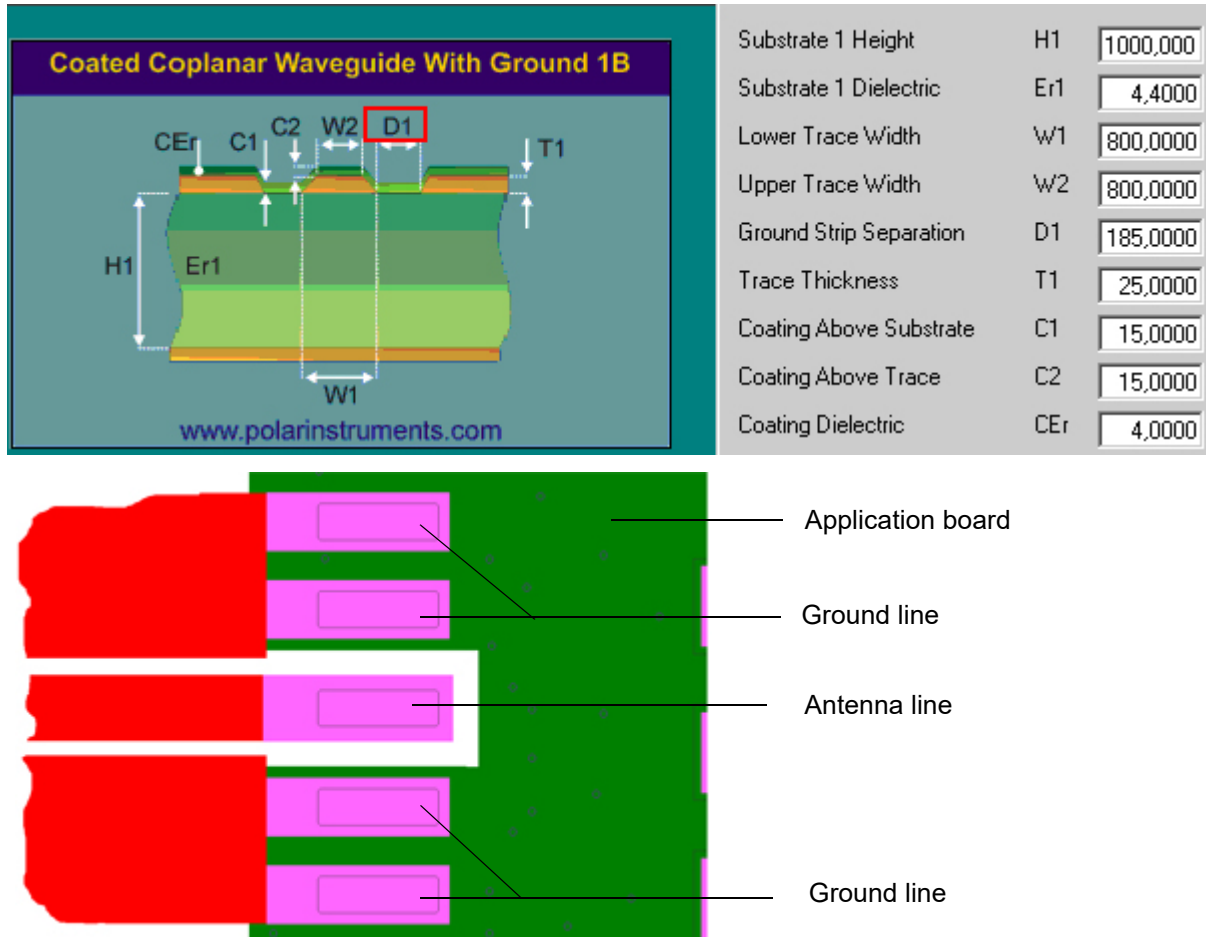 Coated Coplanar Waveguide With Ground 1B
CEr C1 C2 W2 D1 T1
H1 Er1
W1
www.polarinstruments.com
Substrate 1 Height H1 1000,000
Substrate 1 Dielectric Er1 4,4000
Lower Trace Width W1 800,0000
Upper Trace Width W2 800,0000
Ground Strip Separation D1 185,0000
Trace Thickness T1 25,0000
Coating Above Substrate C1 15,0000
Coating Above Trace C2 15,0000
Coating Dielectric CEr 4,0000
Application board
Ground line
Antenna line
Ground line